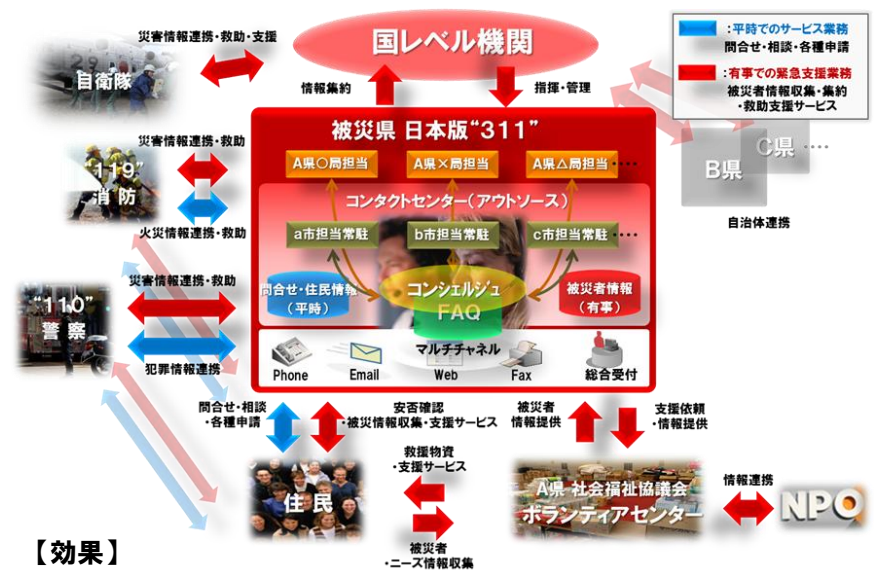 災害情報連携・救助・支援
自衛隊
国レベル機関
：平時でのサービス業務
問合せ・相談・各種申請
：有事での緊急支援業務
被災者情報収集・集約
・救助支援サービス
情報集約
指揮・管理
災害情報連携・救助
"119"
消防
火災情報連携・救助
被災県 日本版“311”
A県○局担当
A県×局担当
A県△局担当
・・・・
コンタクトセンター（アウトソース）
a市担当常駐
b市担当常駐
c市担当常駐
・・・・
B県
C県
・・・・
自治体連携
災害情報連携・救助
“110”
警察
犯罪情報連携
問合せ・住民情報
（平時）
コンシェルジュ
FAQ
被災者情報
（有事）
マルチチャネル
Phone
Email
Web
Fax
総合受付
問合せ・相談
・各種申請
安否確認
・被災情報収集・支援サービス
被災者
情報提供
支援依頼
・情報提供
住民
救援物資
・支援サービス
被災者
・ニーズ情報収集
A県 社会福祉協議会
ボランティアセンター
情報連携
NPO
【効果】